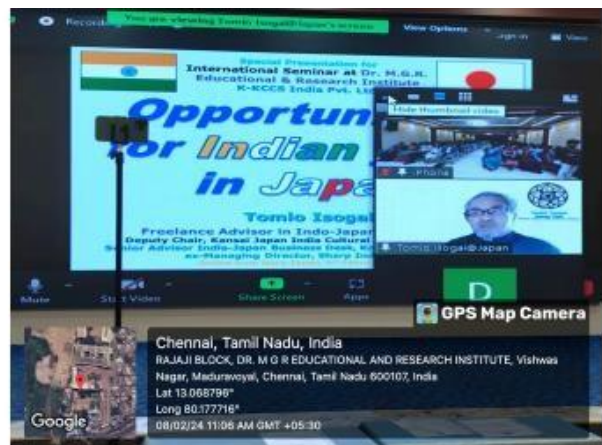 You are viewing Tomio Isogai@Japan's screen
View Options
Sign in
View
Special Presentation for
International Seminar at Dr. M.G.R.
Educational & Research Institute
K-KCCS India Pvt. Ltd
Hide thumbnail video
Opportun
for Indian
in Japa
iPhone
Tomio Isogai
Freelance Advisor in Indo-Japan
Deputy Chair, Kansai Japan India Cultural
Senior Advisor Indo-Japan Business Desk,
ex-Managing Director, Sharp Ind
Tomio Isogai@Japan
Mute
Start Video
Share Screen
Apps
D
GPS Map Camera
Chennai, Tamil Nadu, India
RAJAJI BLOCK, DR. M G R EDUCATIONAL AND RESEARCH INSTITUTE, Vishwas
Nagar, Maduravoyal, Chennai, Tamil Nadu 600107, India
Lat 13.068796°
Long 80.177716°
08/02/24 11:06 AM GMT +05:30
Google